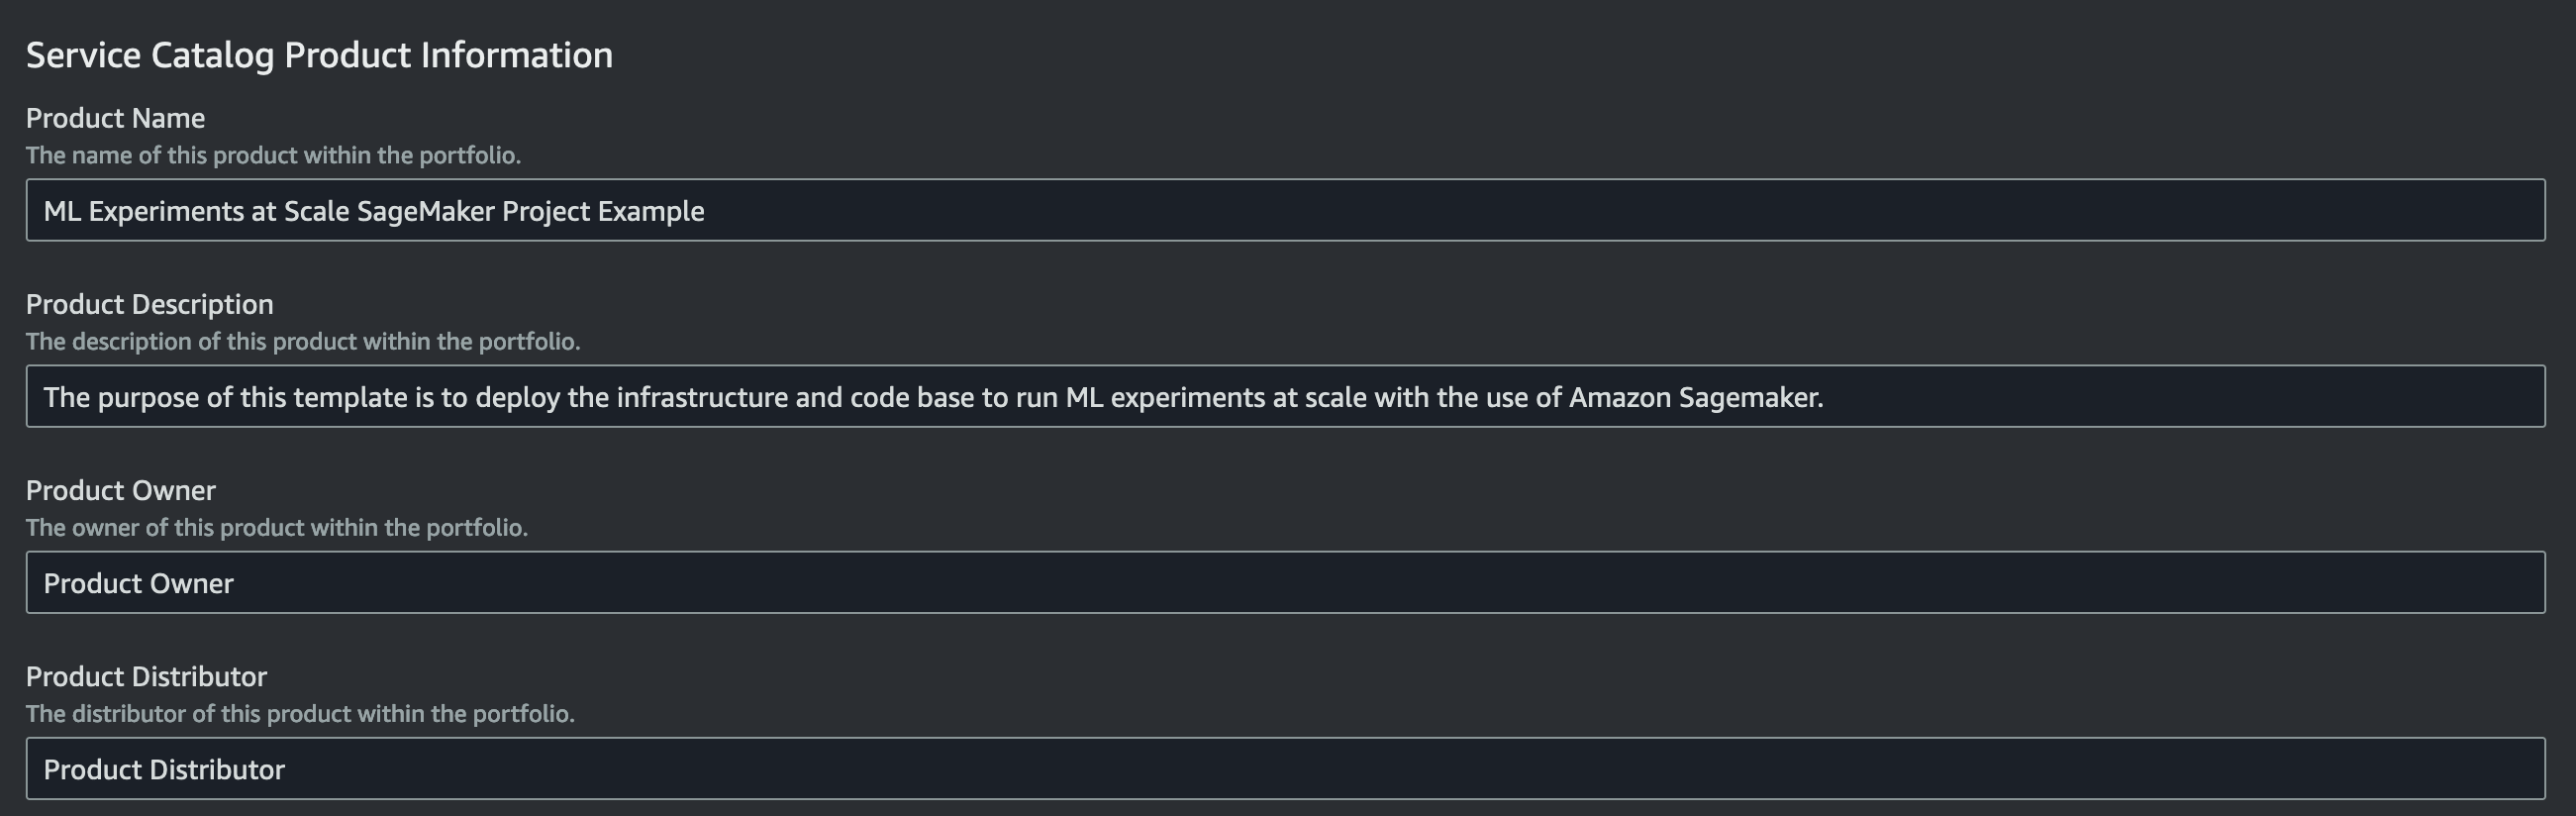 Service Catalog Product Information
Product Name
The name of this product within the portfolio.
ML Experiments at Scale SageMaker Project Example
Product Description
The description of this product within the portfolio.
The purpose of this template is to deploy the infrastructure and code base to run ML experiments at scale with the use of Amazon Sagemaker.
Product Owner
The owner of this product within the portfolio.
Product Owner
Product Distributor
The distributor of this product within the portfolio.
Product Distributor